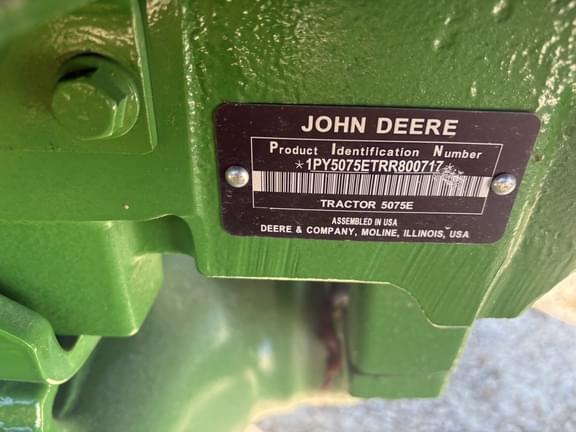 JOHN DEERE
Product Identification Number
*1PY5075ETRR800717*
TRACTOR 5075E
ASSEMBLED IN USA
DEERE & COMPANY, MOLINE, ILLINOIS, USA